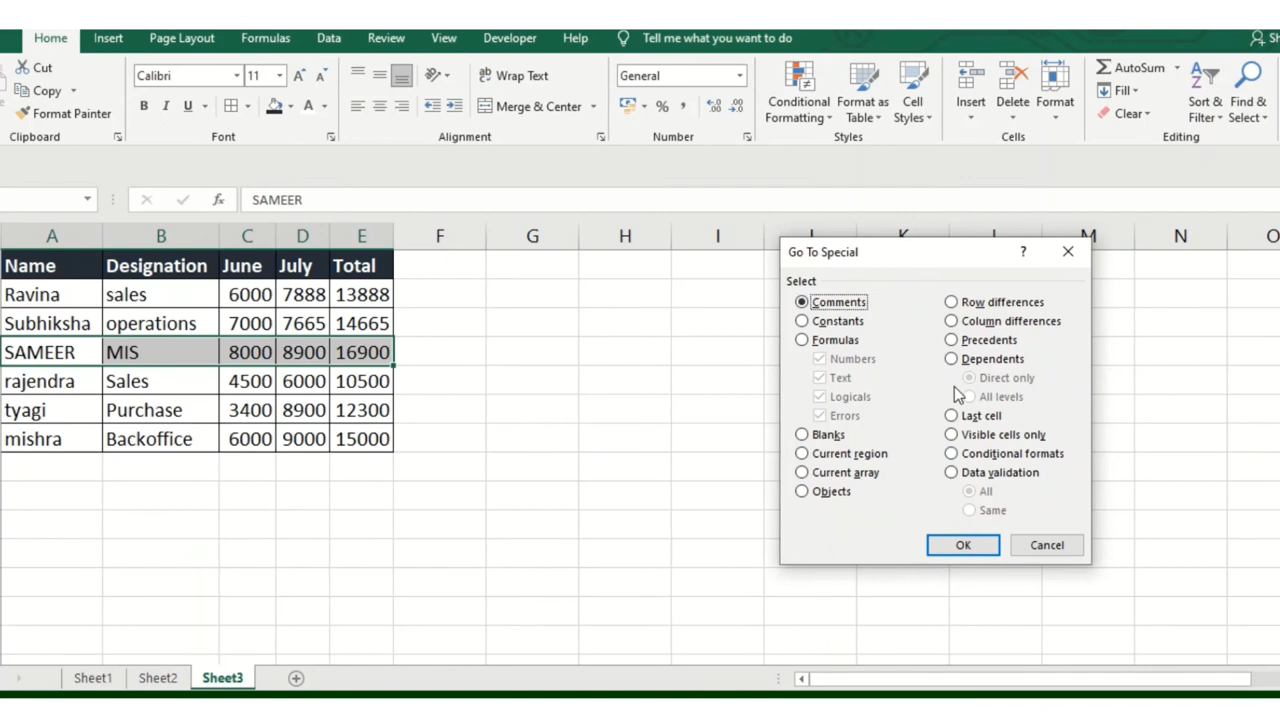 Home Insert Page Layout Formulas Data Review View Developer Help Tell me what you want to do
Cut
Copy
Format Painter
Clipboard
Calibri 11
B I U
Font
Wrap Text
Merge & Center
Alignment
General
Number
Conditional Formatting
Format as Table
Cell Styles
Styles
Insert Delete Format
Cells
AutoSum
Fill
Clear
Sort & Filter
Find & Select
Editing
fx SAMEER
A B C D E F G H I N O
Name Designation June July Total
Ravina sales 6000 7888 13888
Subhiksha operations 7000 7665 14665
SAMEER MIS 8000 8900 16900
rajendra Sales 4500 6000 10500
tyagi Purchase 3400 8900 12300
mishra Backoffice 6000 9000 15000
Go To Special ?
Select
Comments
Constants
Formulas
Numbers
Text
Logicals
Errors
Blanks
Current region
Current array
Objects
Row differences
Column differences
Precedents
Dependents
Direct only
All levels
Last cell
Visible cells only
Conditional formats
Data validation
All
Same
OK Cancel
Sheet1 Sheet2 Sheet3